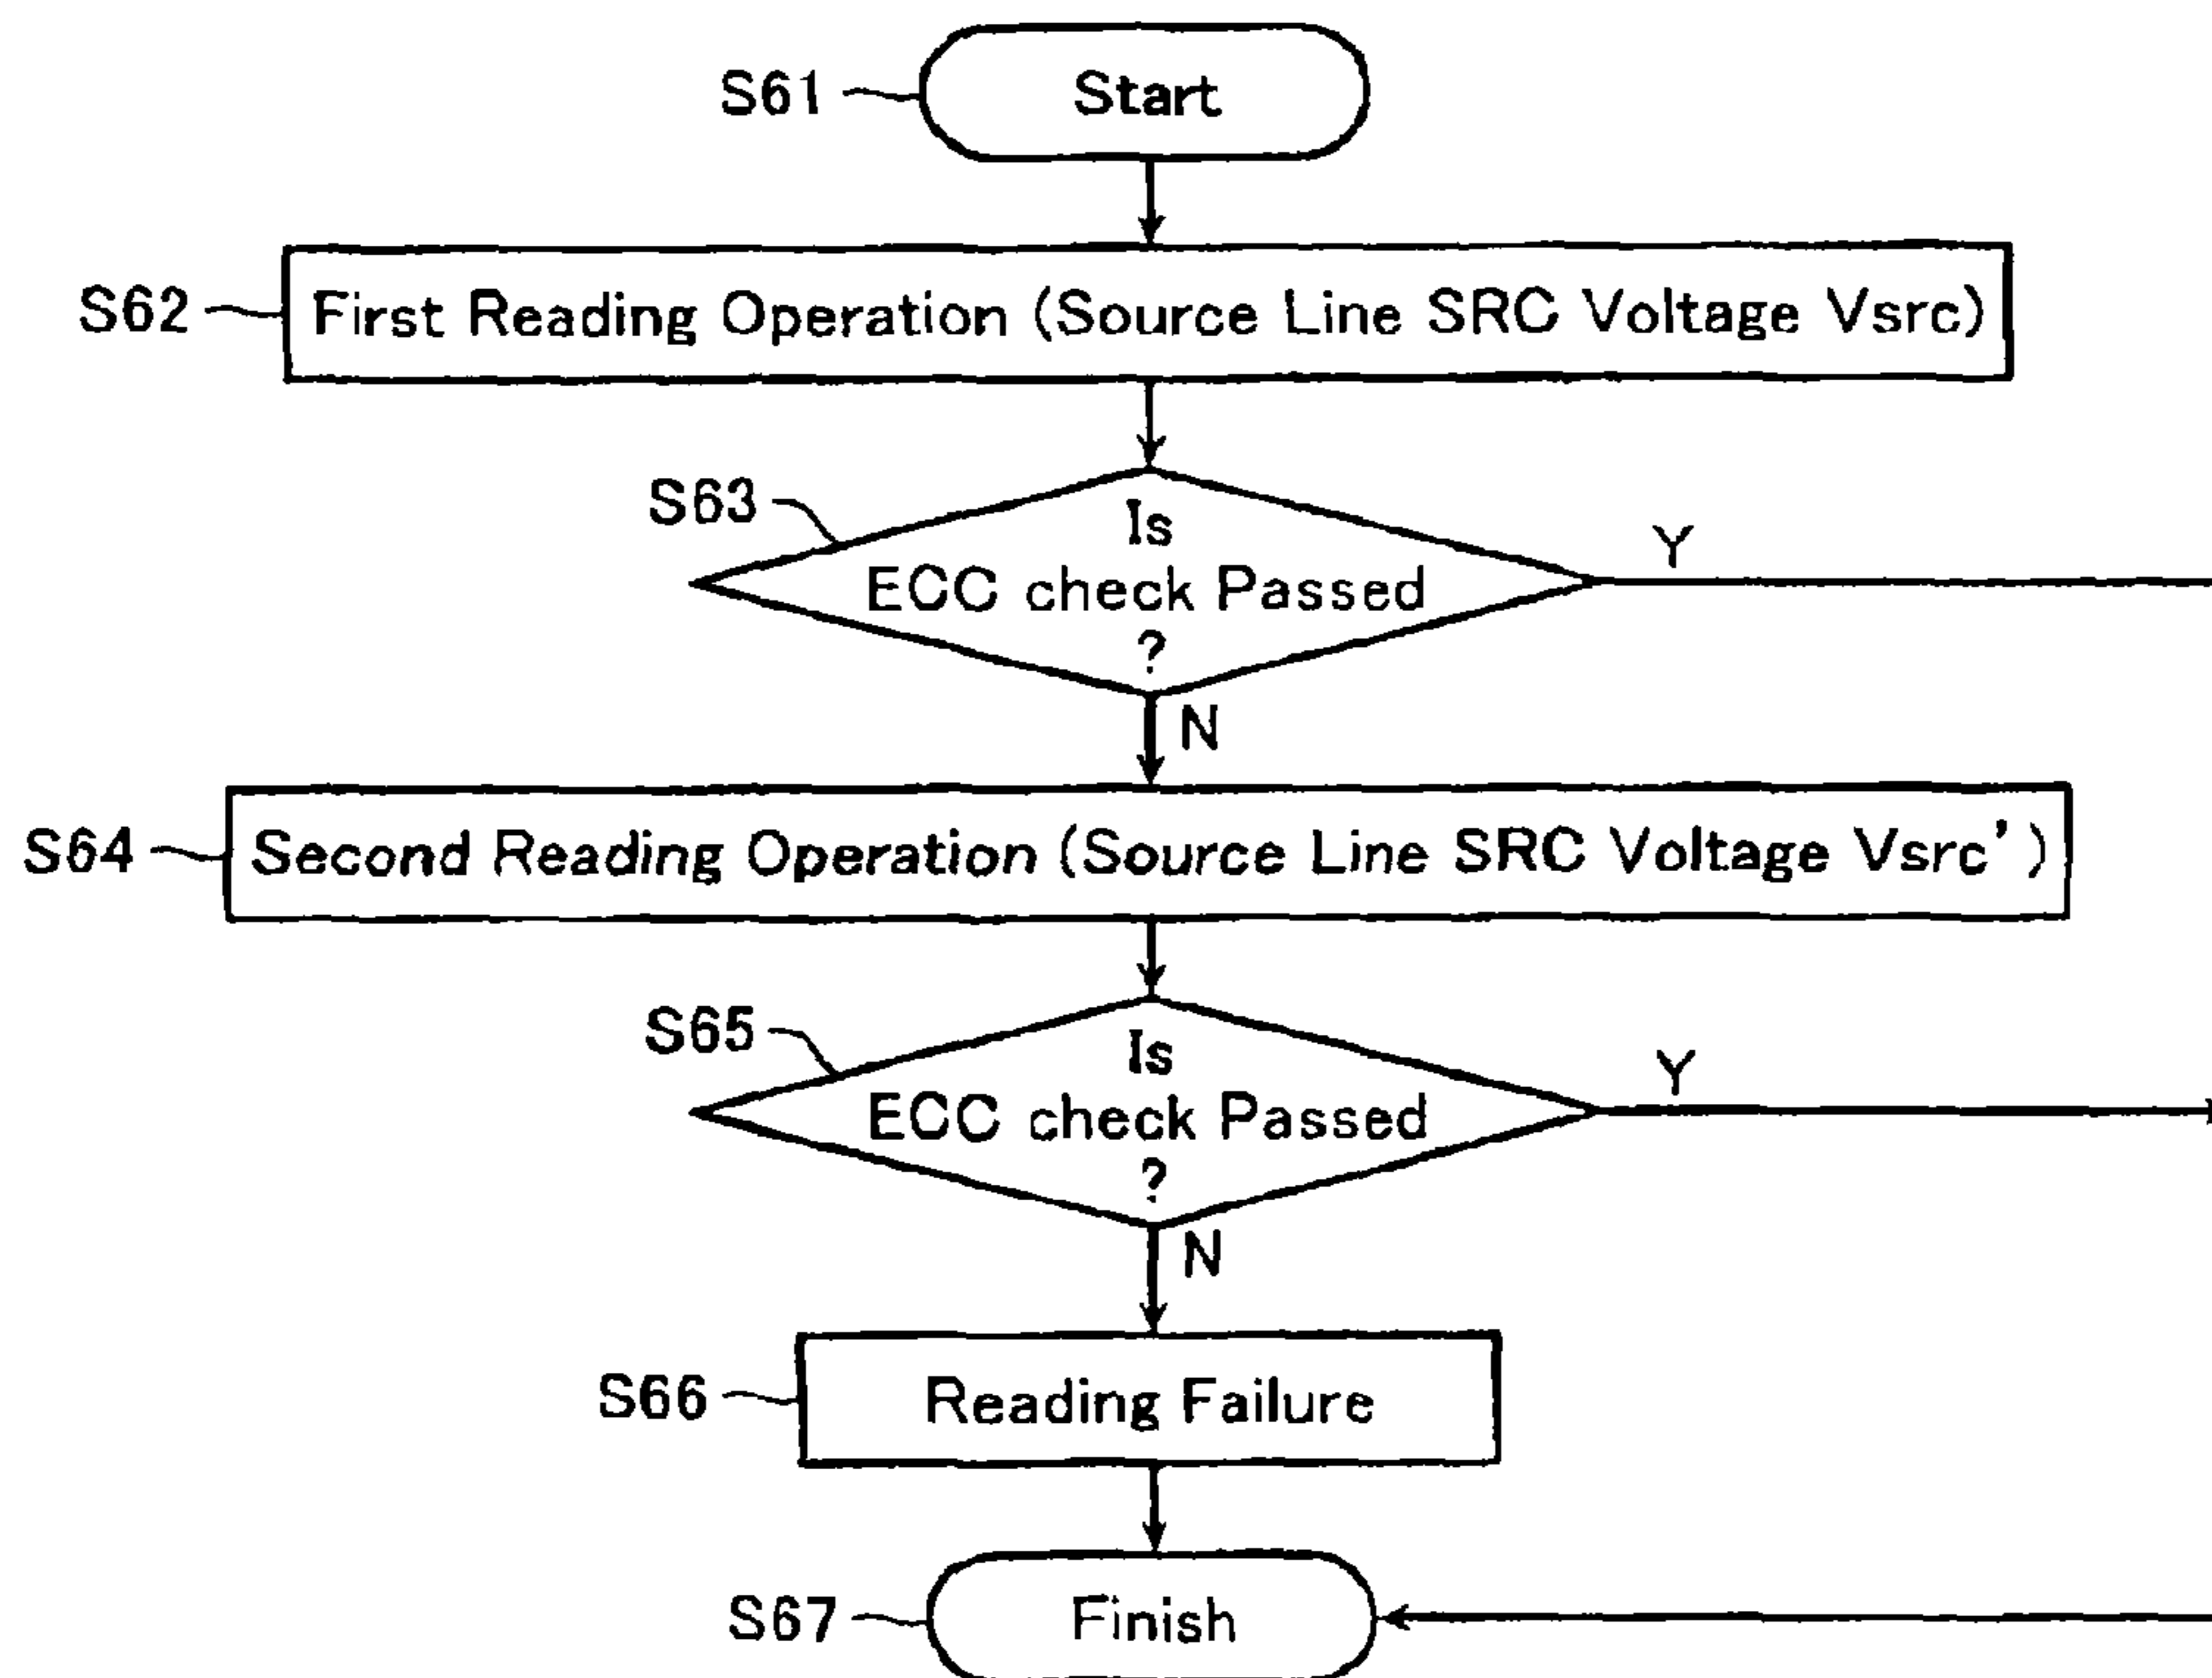 S61
Start
S62
First Reading Operation (Source Line SRC Voltage Vsrc)
S63
Is
ECC check Passed
?
Y
N
S64
Second Reading Operation (Source Line SRC Voltage Vsrc')
S65
Is
ECC check Passed
?
Y
N
S66
Reading Failure
S67
Finish